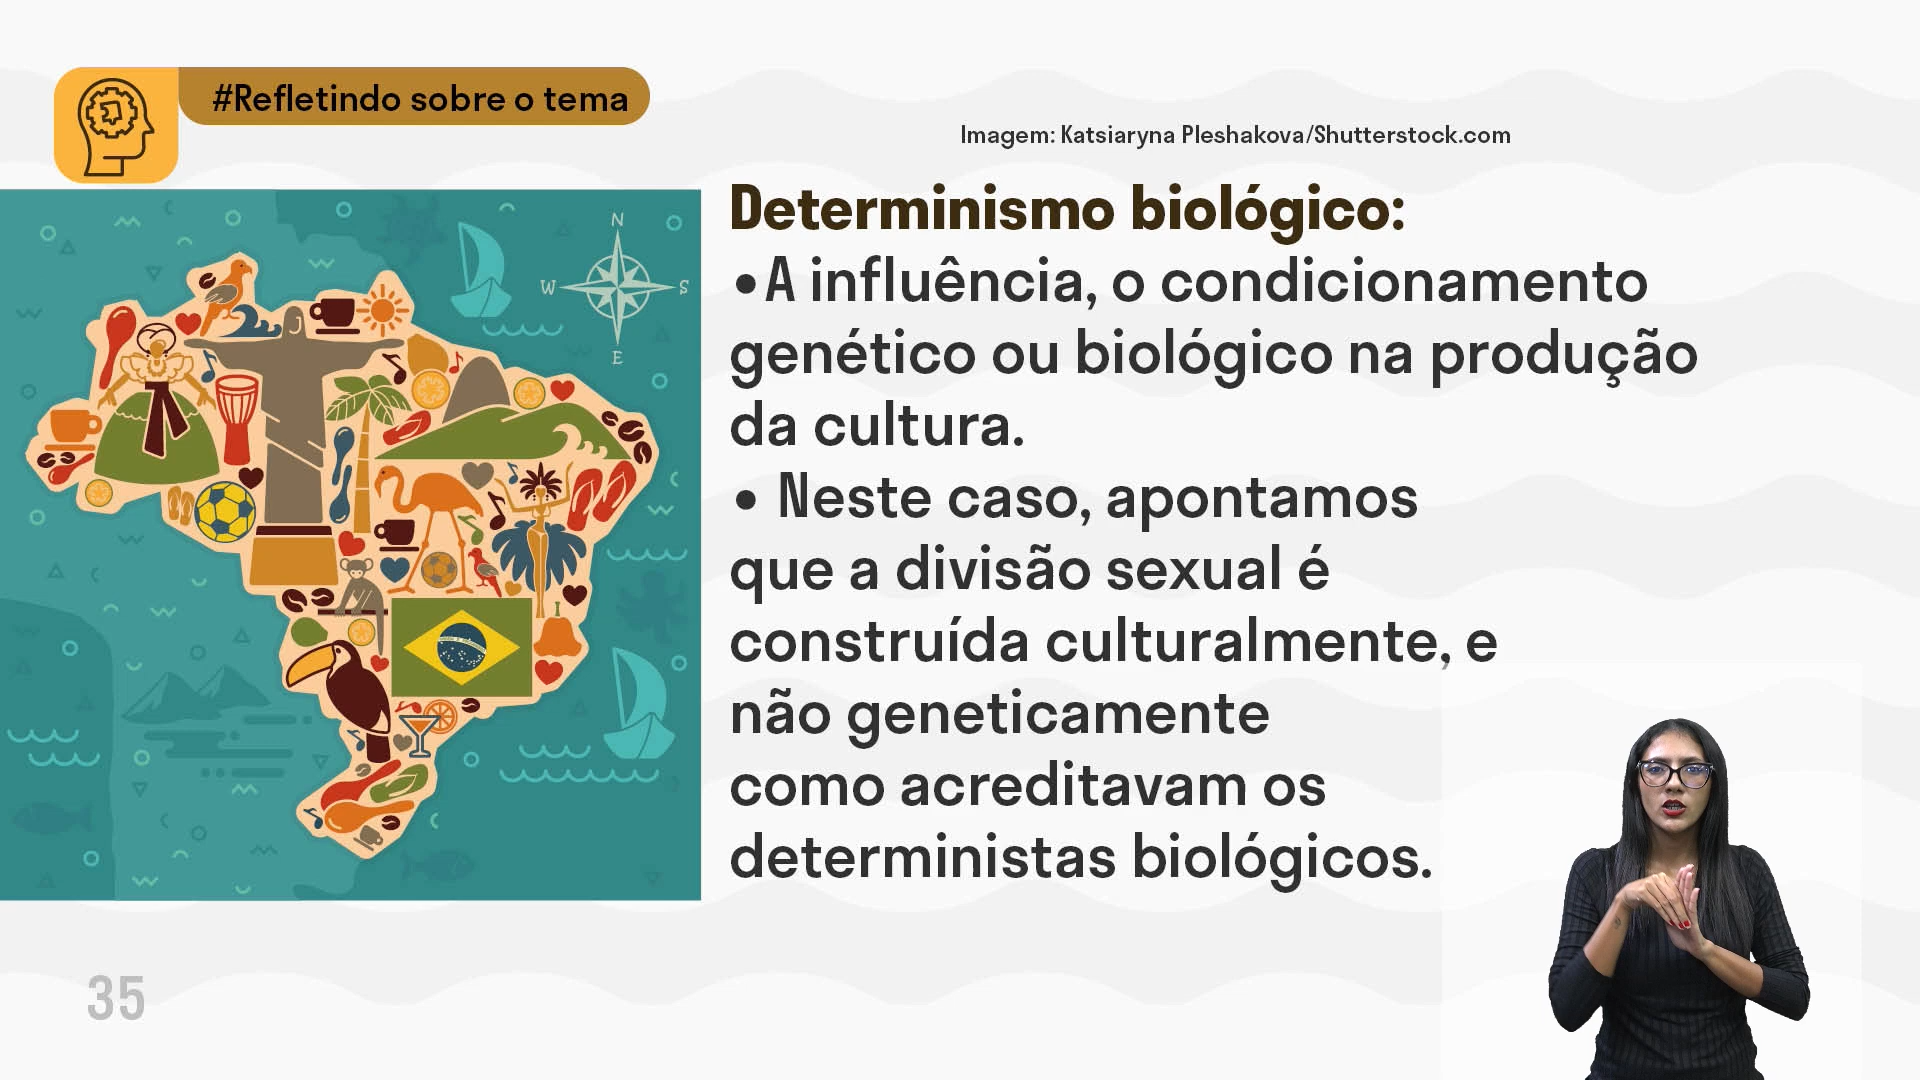 #Refletindo sobre o tema
Imagem: Katsiaryna Pleshakova/Shutterstock.com
Determinismo biológico:
•A influência, o condicionamento
genético ou biológico na produção
da cultura.
• Neste caso, apontamos
que a divisão sexual é
construída culturalmente, e
não geneticamente
como acreditavam os
deterministas biológicos.
N
W
S
E
35